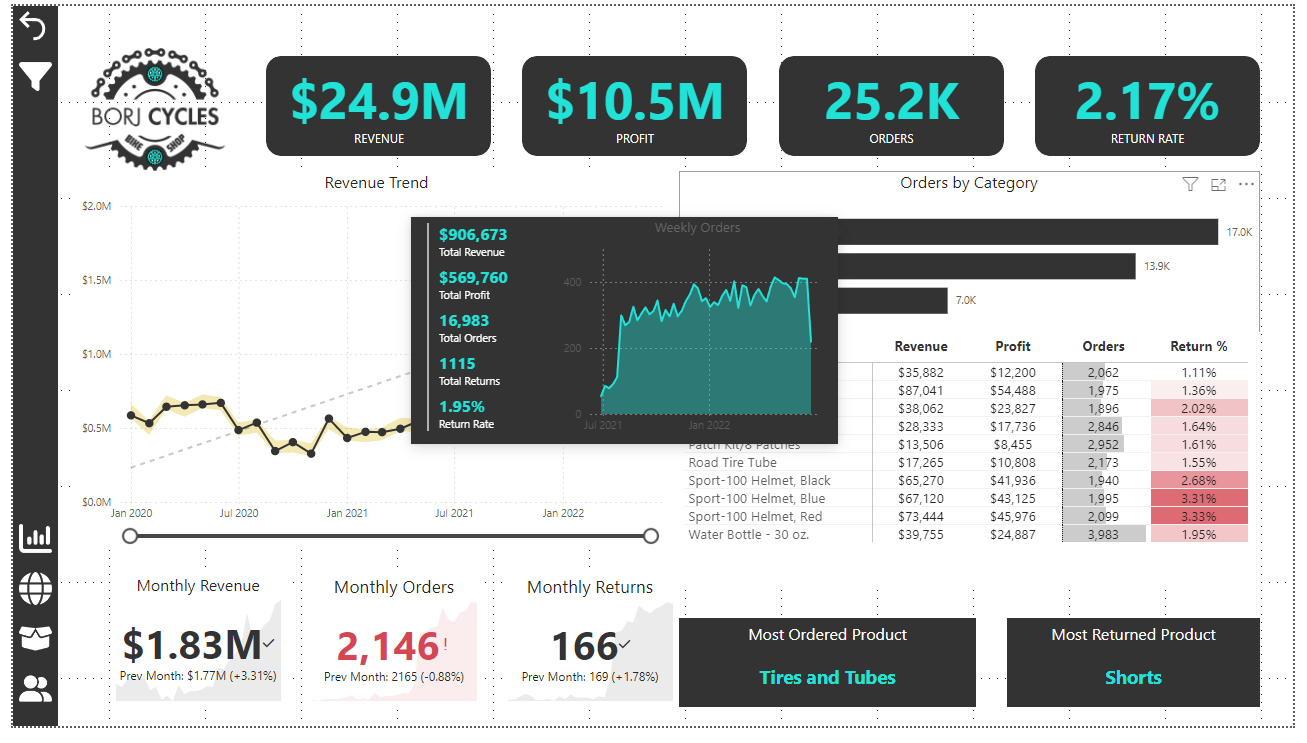 BORJ CYCLES
BIKE SHOP
$24.9M
REVENUE
$10.5M
PROFIT
25.2K
ORDERS
2.17%
RETURN RATE
Revenue Trend
$2.0M
$1.5M
$1.0M
$0.5M
$0.0M
Jan 2020
Jul 2020
Jan 2021
Jul 2021
Jan 2022
Orders by Category
17.0K
13.9K
7.0K
$906,673
Total Revenue
$569,760
Total Profit
16,983
Total Orders
1115
Total Returns
1.95%
Return Rate
Weekly Orders
400
200
0
Jul 2021
Jan 2022
Revenue Profit Orders Return %
$35,882 $12,200 2,062 1.11%
$87,041 $54,488 1,975 1.36%
$38,062 $23,827 1,896 2.02%
$28,333 $17,736 2,846 1.64%
Patch Kit/8 Patches $13,506 $8,455 2,952 1.61%
Road Tire Tube $17,265 $10,808 2,173 1.55%
Sport-100 Helmet, Black $65,270 $41,936 1,940 2.68%
Sport-100 Helmet, Blue $67,120 $43,125 1,995 3.31%
Sport-100 Helmet, Red $73,444 $45,976 2,099 3.33%
Water Bottle - 30 oz. $39,755 $24,887 3,983 1.95%
Monthly Revenue
$1.83M
Prev Month: $1.77M (+3.31%)
Monthly Orders
2,146!
Prev Month: 2165 (-0.88%)
Monthly Returns
166
Prev Month: 169 (+1.78%)
Most Ordered Product
Tires and Tubes
Most Returned Product
Shorts